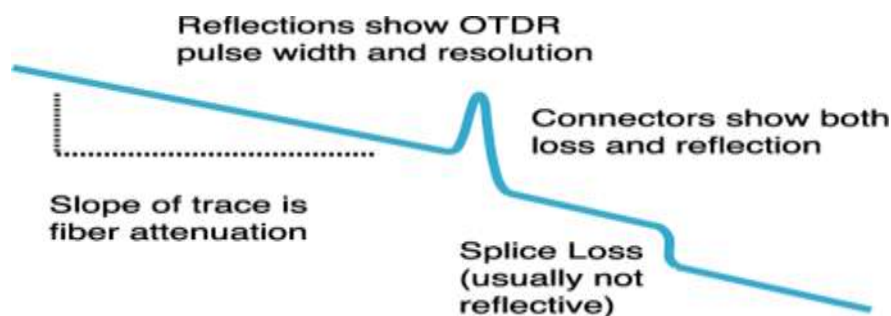 Reflections show OTDR
pulse width and resolution
Connectors show both
loss and reflection
Slope of trace is
fiber attenuation
Splice Loss
(usually not
reflective)